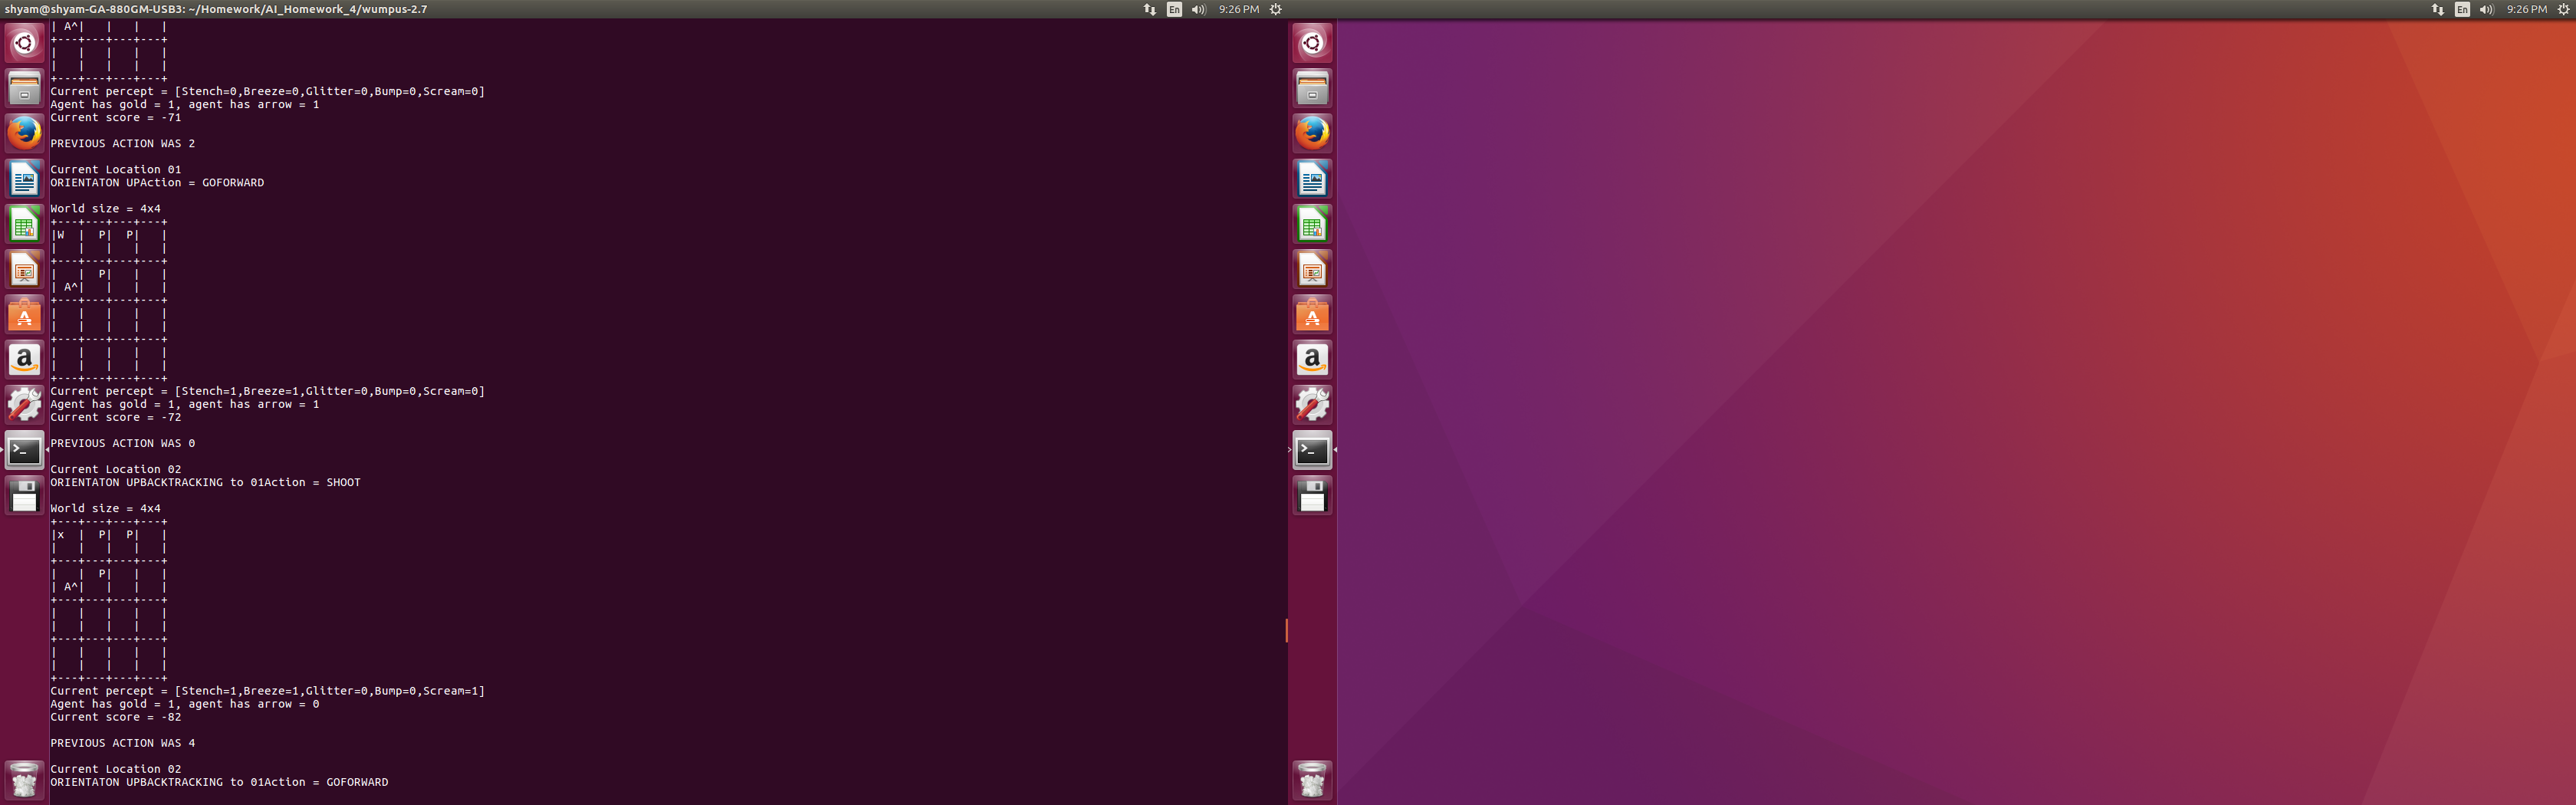 shyam@shyam-GA-880GM-USB3: ~/Homework/AI_Homework_4/wumpus-2.7
En 9:26 PM
En 9:26 PM
| A^|   |   |   |
+---+---+---+---+
|   |   |   |   |
|   |   |   |   |
+---+---+---+---+
Current percept = [Stench=0,Breeze=0,Glitter=0,Bump=0,Scream=0]
Agent has gold = 1, agent has arrow = 1
Current score = -71
PREVIOUS ACTION WAS 2
Current Location 01
ORIENTATON UPAction = GOFORWARD
World size = 4x4
+---+---+---+---+
|W  |  P|  P|   |
|   |   |   |   |
+---+---+---+---+
|   |  P|   |   |
| A^|   |   |   |
+---+---+---+---+
|   |   |   |   |
|   |   |   |   |
+---+---+---+---+
|   |   |   |   |
|   |   |   |   |
+---+---+---+---+
Current percept = [Stench=1,Breeze=1,Glitter=0,Bump=0,Scream=0]
Agent has gold = 1, agent has arrow = 1
Current score = -72
PREVIOUS ACTION WAS 0
Current Location 02
ORIENTATON UPBACKTRACKING to 01Action = SHOOT
World size = 4x4
+---+---+---+---+
|x  |  P|  P|   |
|   |   |   |   |
+---+---+---+---+
|   |  P|   |   |
| A^|   |   |   |
+---+---+---+---+
|   |   |   |   |
|   |   |   |   |
+---+---+---+---+
|   |   |   |   |
|   |   |   |   |
+---+---+---+---+
Current percept = [Stench=1,Breeze=1,Glitter=0,Bump=0,Scream=1]
Agent has gold = 1, agent has arrow = 0
Current score = -82
PREVIOUS ACTION WAS 4
Current Location 02
ORIENTATON UPBACKTRACKING to 01Action = GOFORWARD